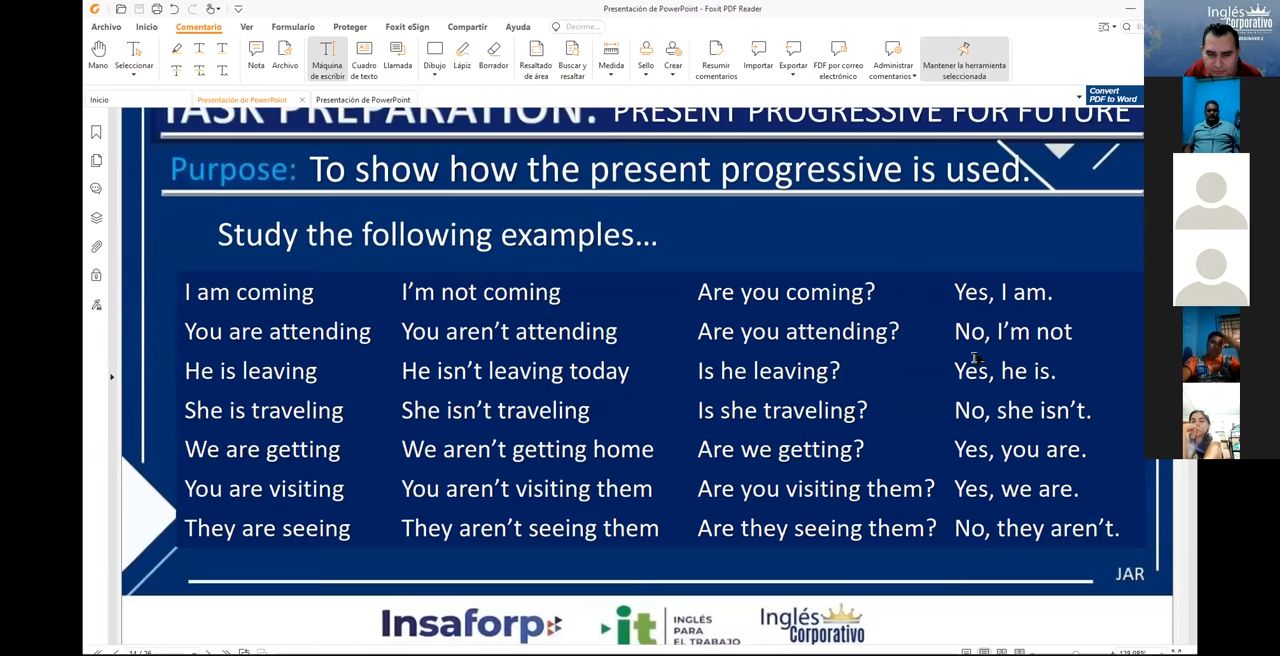 Presentación de PowerPoint - Foxit PDF Reader
Archivo Inicio Comentario Ver Formulario Proteger Foxit eSign Compartir Ayuda Decirme...
Mano Seleccionar Nota Archivo Máquina de escribir Cuadro de texto Llamada Dibujo Lápiz Borrador Resaltado de área Buscar y resaltar Medida Sello Crear Resumir comentarios Importar Exportar PDF por correo electrónico Administrar comentarios Mantener la herramienta seleccionada
Inicio Presentación de PowerPoint Presentación de PowerPoint
Convert
PDF to Word
Inglés
Corporativo
TASK PREPARATION: PRESENT PROGRESSIVE FOR FUTURE
Purpose: To show how the present progressive is used.
Study the following examples...
I am coming I'm not coming Are you coming? Yes, I am.
You are attending You aren't attending Are you attending? No, I'm not
He is leaving He isn't leaving today Is he leaving? Yes, he is.
She is traveling She isn't traveling Is she traveling? No, she isn't.
We are getting We aren't getting home Are we getting? Yes, you are.
You are visiting You aren't visiting them Are you visiting them? Yes, we are.
They are seeing They aren't seeing them Are they seeing them? No, they aren't.
JAR
Insaforp
it
INGLÉS
PARA
EL TRABAJO
Inglés
Corporativo
14 / 26
128.98%